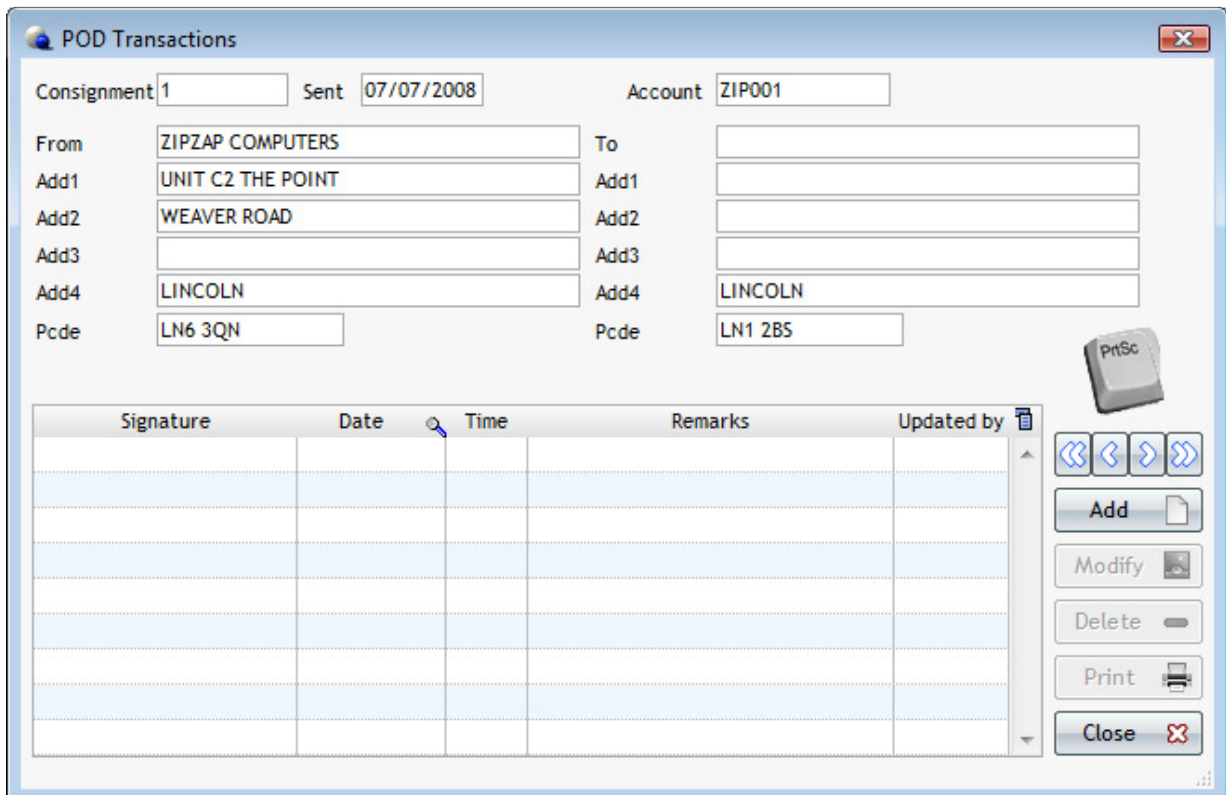 POD Transactions
Consignment 1 Sent 07/07/2008 Account ZIP001
From ZIPZAP COMPUTERS To
Add1 UNIT C2 THE POINT Add1
Add2 WEAVER ROAD Add2
Add3 Add3
Add4 LINCOLN Add4 LINCOLN
Pcde LN6 3QN Pcde LN1 2BS
PrtSc
Signature Date Time Remarks Updated by
Add
Modify
Delete
Print
Close